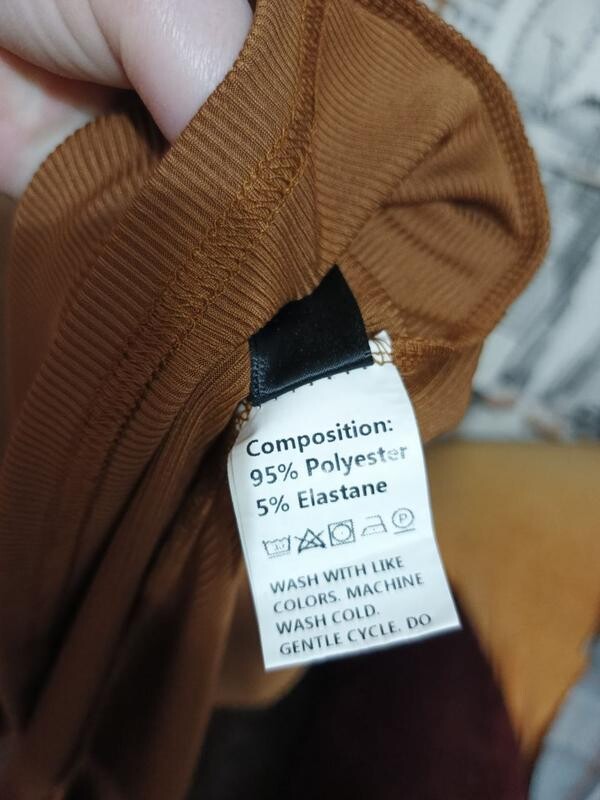 Composition:
95% Polyester
5% Elastane
P
WASH WITH LIKE
COLORS. MACHINE
WASH COLD.
GENTLE CYCLE. DO